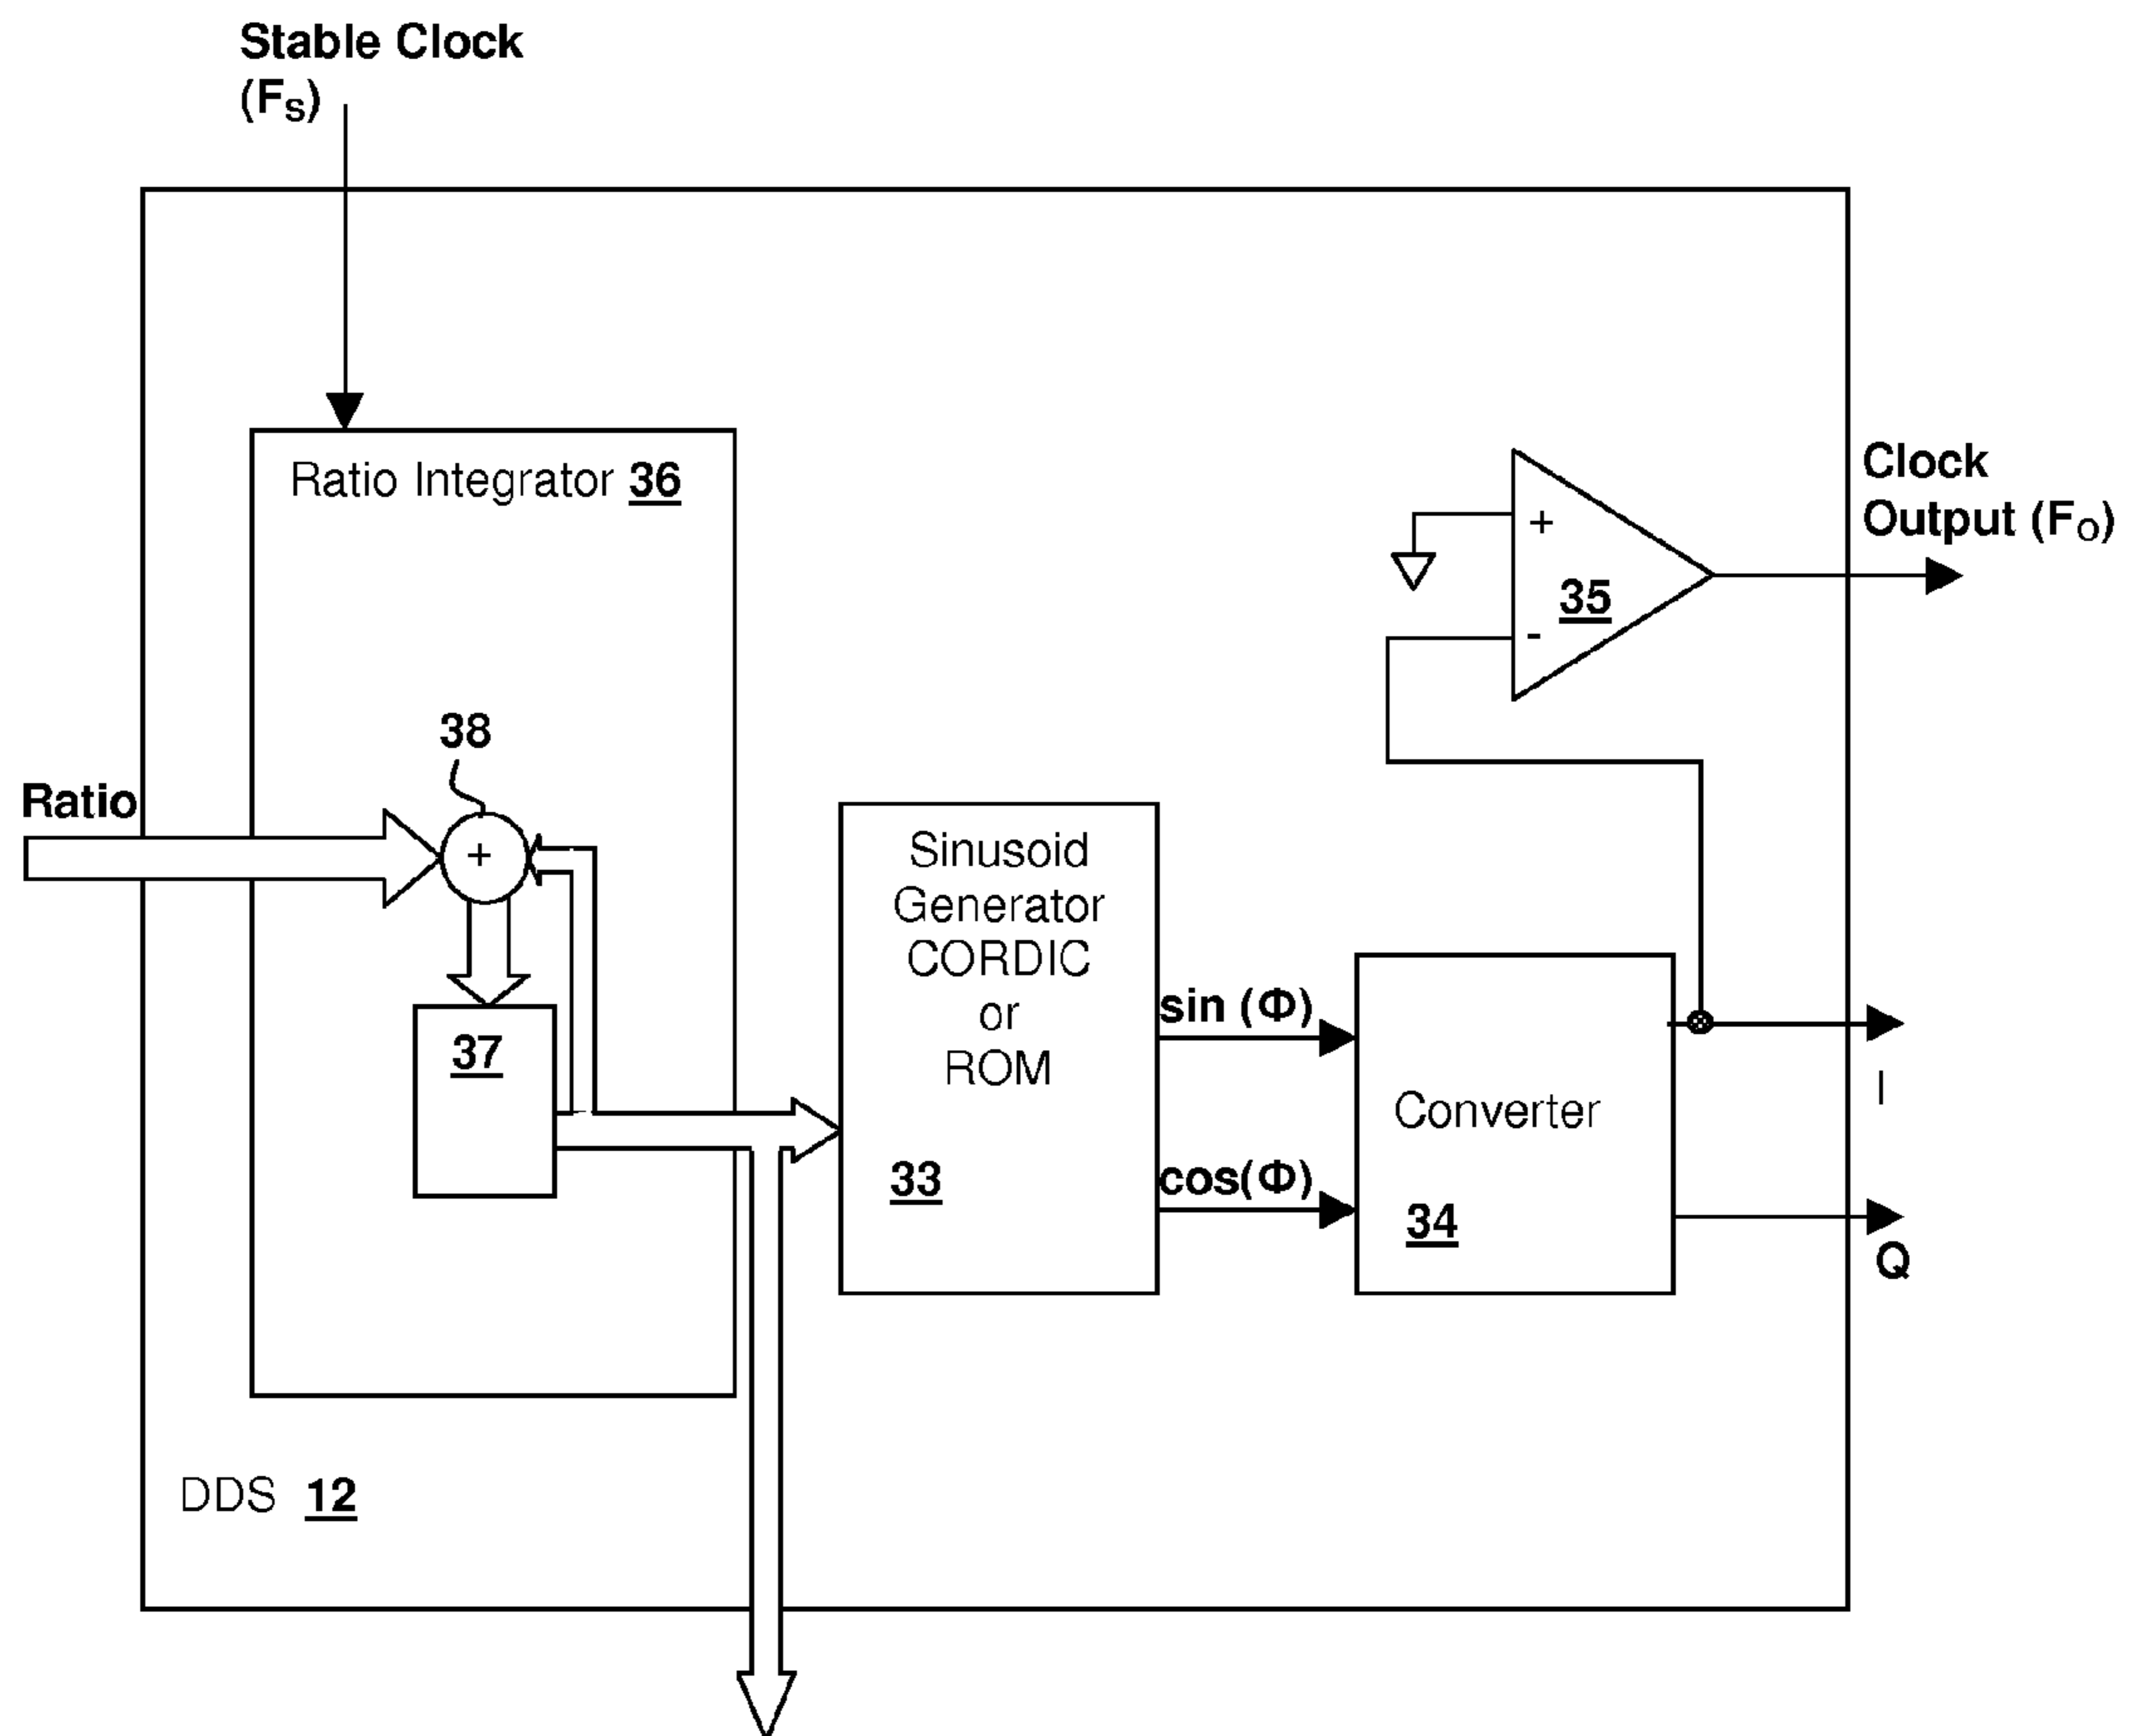 Stable Clock
(Fs)
Ratio Integrator 36
Clock
Output (Fo)
+
35
-
38
Ratio
+
Sinusoid
Generator
CORDIC
or
ROM
33
37
sin (Φ)
cos(Φ)
Converter
34
I
Q
DDS 12